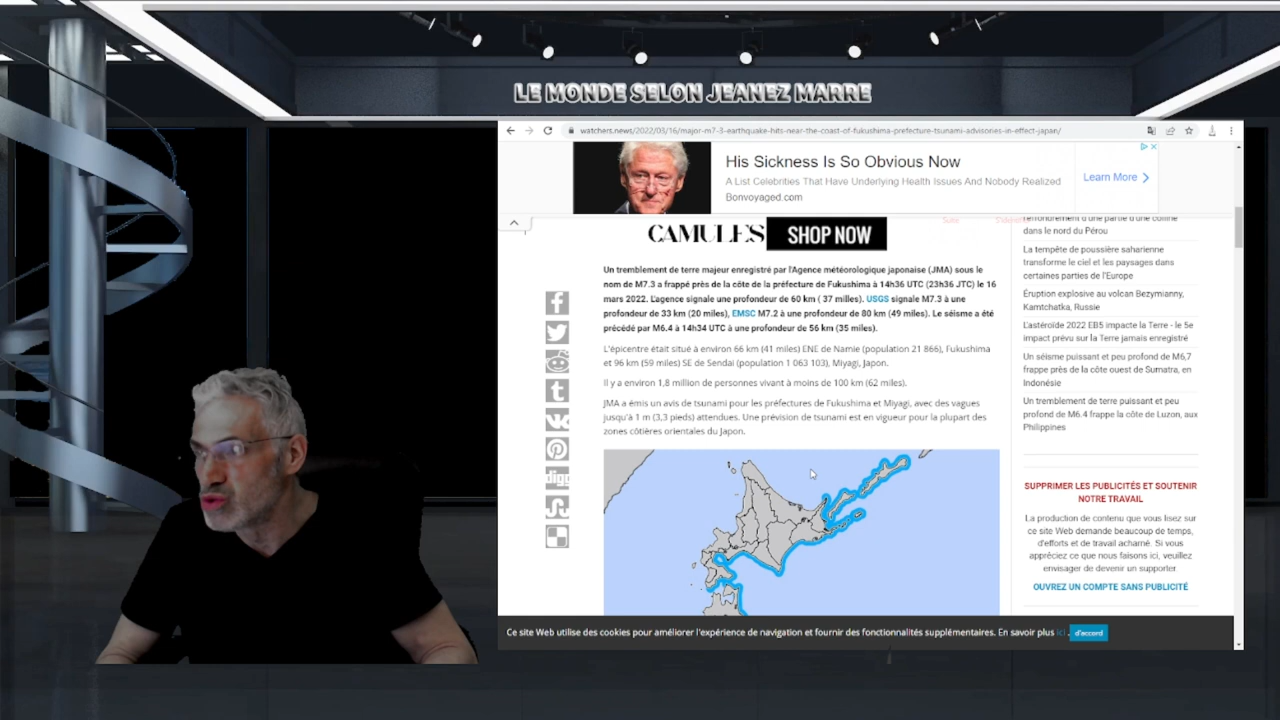 LE MONDE SELON JEANEZ MARRE
watchers.news/2022/03/16/major-m7-3-earthquake-hits-near-the-coast-of-fukushima-prefecture-tsunami-advisories-in-effect-japan/
His Sickness Is So Obvious Now
A List Celebrities That Have Underlying Health Issues And Nobody Realized
Bonvoyaged.com
Learn More
CAMULES SHOP NOW
Un tremblement de terre majeur enregistré par l'Agence météorologique japonaise (JMA) sous le
nom de M7.3 a frappé près de la côte de la préfecture de Fukushima à 14h36 UTC (23h36 JTC) le 16
mars 2022. L'agence signale une profondeur de 60 km ( 37 milles). USGS signale M7.3 à une
profondeur de 33 km (20 miles), EMSC M7.2 à une profondeur de 80 km (49 miles). Le séisme a été
précédé par M6.4 à 14h34 UTC à une profondeur de 56 km (35 miles).
L'épicentre était situé à environ 66 km (41 miles) ENE de Namie (population 21 866), Fukushima
et 96 km (59 miles) SE de Sendai (population 1 063 103), Miyagi, Japon.
Il y a environ 1,8 million de personnes vivant à moins de 100 km (62 miles).
JMA a émis un avis de tsunami pour les préfectures de Fukushima et Miyagi, avec des vagues
jusqu'à 1 m (3,3 pieds) attendues. Une prévision de tsunami est en vigueur pour la plupart des
zones côtières orientales du Japon.
digg
d'une partie d'une colline
dans le nord du Pérou
La tempête de poussière saharienne
transforme le ciel et les paysages dans
certaines parties de l'Europe
Éruption explosive au volcan Bezymianny,
Kamtchatka, Russie
L'astéroïde 2022 EB5 impacte la Terre - le 5e
impact prévu sur la Terre jamais enregistré
Un séisme puissant et peu profond de M6,7
frappe près de la côte ouest de Sumatra, en
Indonésie
Un tremblement de terre puissant et peu
profond de M6.4 frappe la côte de Luzon, aux
Philippines
SUPPRIMER LES PUBLICITÉS ET SOUTENIR
NOTRE TRAVAIL
La production de contenu que vous lisez sur
ce site Web demande beaucoup de temps,
d'efforts et de travail acharné. Si vous
appréciez ce que nous faisons ici, veuillez
envisager de devenir un supporter.
OUVREZ UN COMPTE SANS PUBLICITÉ
Ce site Web utilise des cookies pour améliorer l'expérience de navigation et fournir des fonctionnalités supplémentaires. En savoir plus ici . d'accord